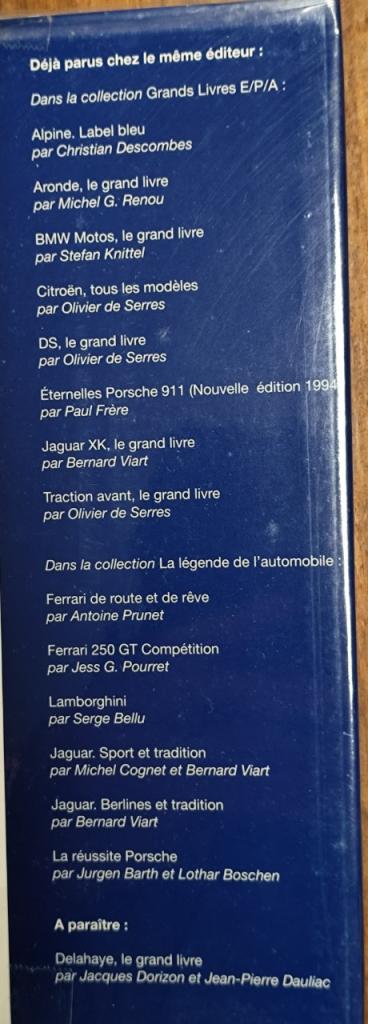 Déjà parus chez le même éditeur :
Dans la collection Grands Livres E/P/A :
Alpine. Label bleu
par Christian Descombes
Aronde, le grand livre
par Michel G. Renou
BMW Motos, le grand livre
par Stefan Knittel
Citroën, tous les modèles
par Olivier de Serres
DS, le grand livre
par Olivier de Serres
Éternelles Porsche 911 (Nouvelle édition 1994
par Paul Frère
Jaguar XK, le grand livre
par Bernard Viart
Traction avant, le grand livre
par Olivier de Serres
Dans la collection La légende de l'automobile :
Ferrari de route et de rêve
par Antoine Prunet
Ferrari 250 GT Compétition
par Jess G. Pourret
Lamborghini
par Serge Bellu
Jaguar. Sport et tradition
par Michel Cognet et Bernard Viart
Jaguar. Berlines et tradition
par Bernard Viart
La réussite Porsche
par Jurgen Barth et Lothar Boschen
A paraître :
Delahaye, le grand livre
par Jacques Dorizon et Jean-Pierre Dauliac